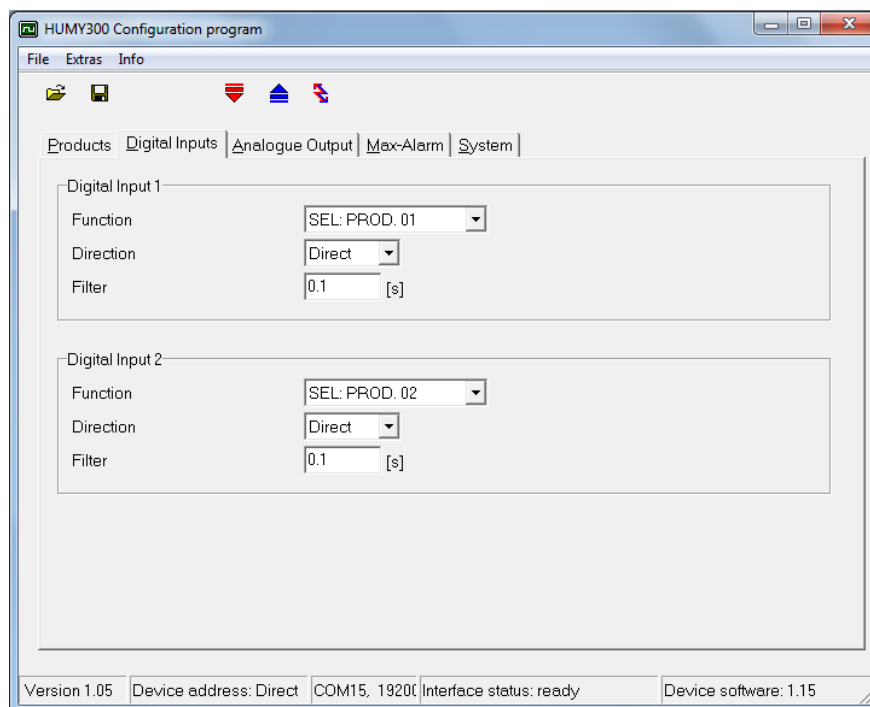 HUMY300 Configuration program
File Extras Info
Products Digital Inputs Analogue Output Max-Alarm System
Digital Input 1
Function SEL: PROD. 01
Direction Direct
Filter 0.1 [s]
Digital Input 2
Function SEL: PROD. 02
Direction Direct
Filter 0.1 [s]
Version 1.05 Device address: Direct COM15, 19200 Interface status: ready Device software: 1.15